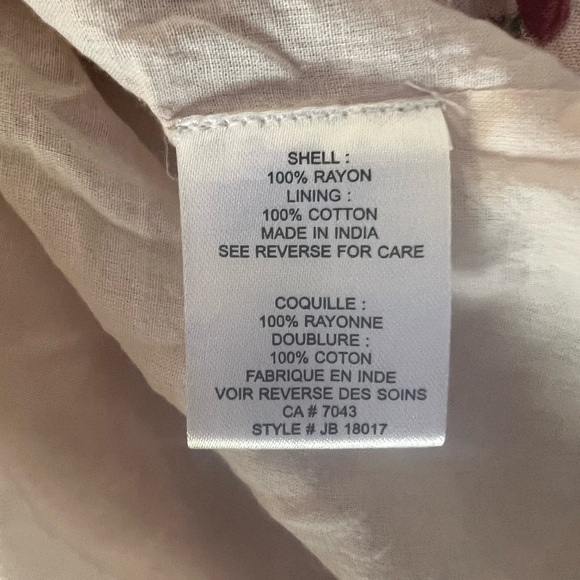 SHELL :
100% RAYON
LINING :
100% COTTON
MADE IN INDIA
SEE REVERSE FOR CARE
COQUILLE :
100% RAYONNE
DOUBLURE :
100% COTON
FABRIQUE EN INDE
VOIR REVERSE DES SOINS
CA # 7043
STYLE # JB 18017